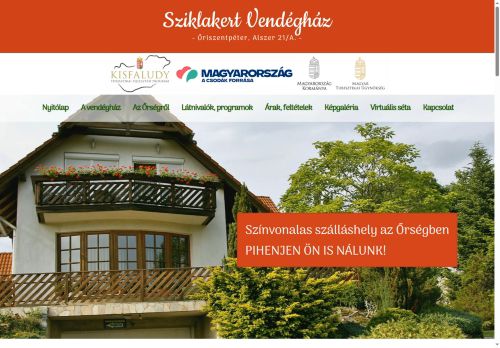 Sziklakert Vendégház
- Őriszentpéter, Alszer 21/A. -
KISFALUDY
MAGYARORSZÁG
A CSODÁK FORRÁSA
MAGYARORSZÁG
KORMÁNYA
MAGYAR
TURISZTIKAI ÜGYNÖKSÉG
Nyitólap A vendégház Az Őrségről Látnivalók, programok Árak, feltételek Képgaléria Virtuális séta Kapcsolat
Színvonalas szálláshely az Őrségben
PIHENJEN ÖN IS NÁLUNK!